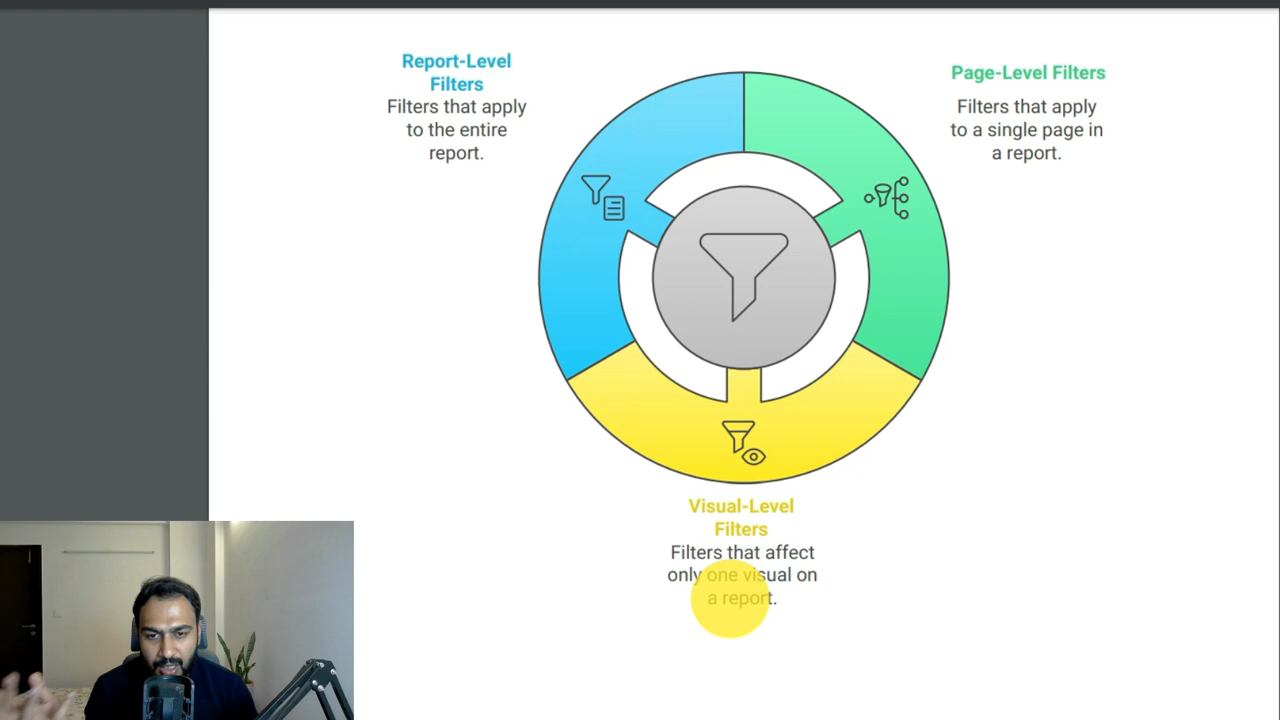 Report-Level
Filters
Filters that apply
to the entire
report.
Page-Level Filters
Filters that apply
to a single page in
a report.
Visual-Level
Filters
Filters that affect
only one visual on
a report.